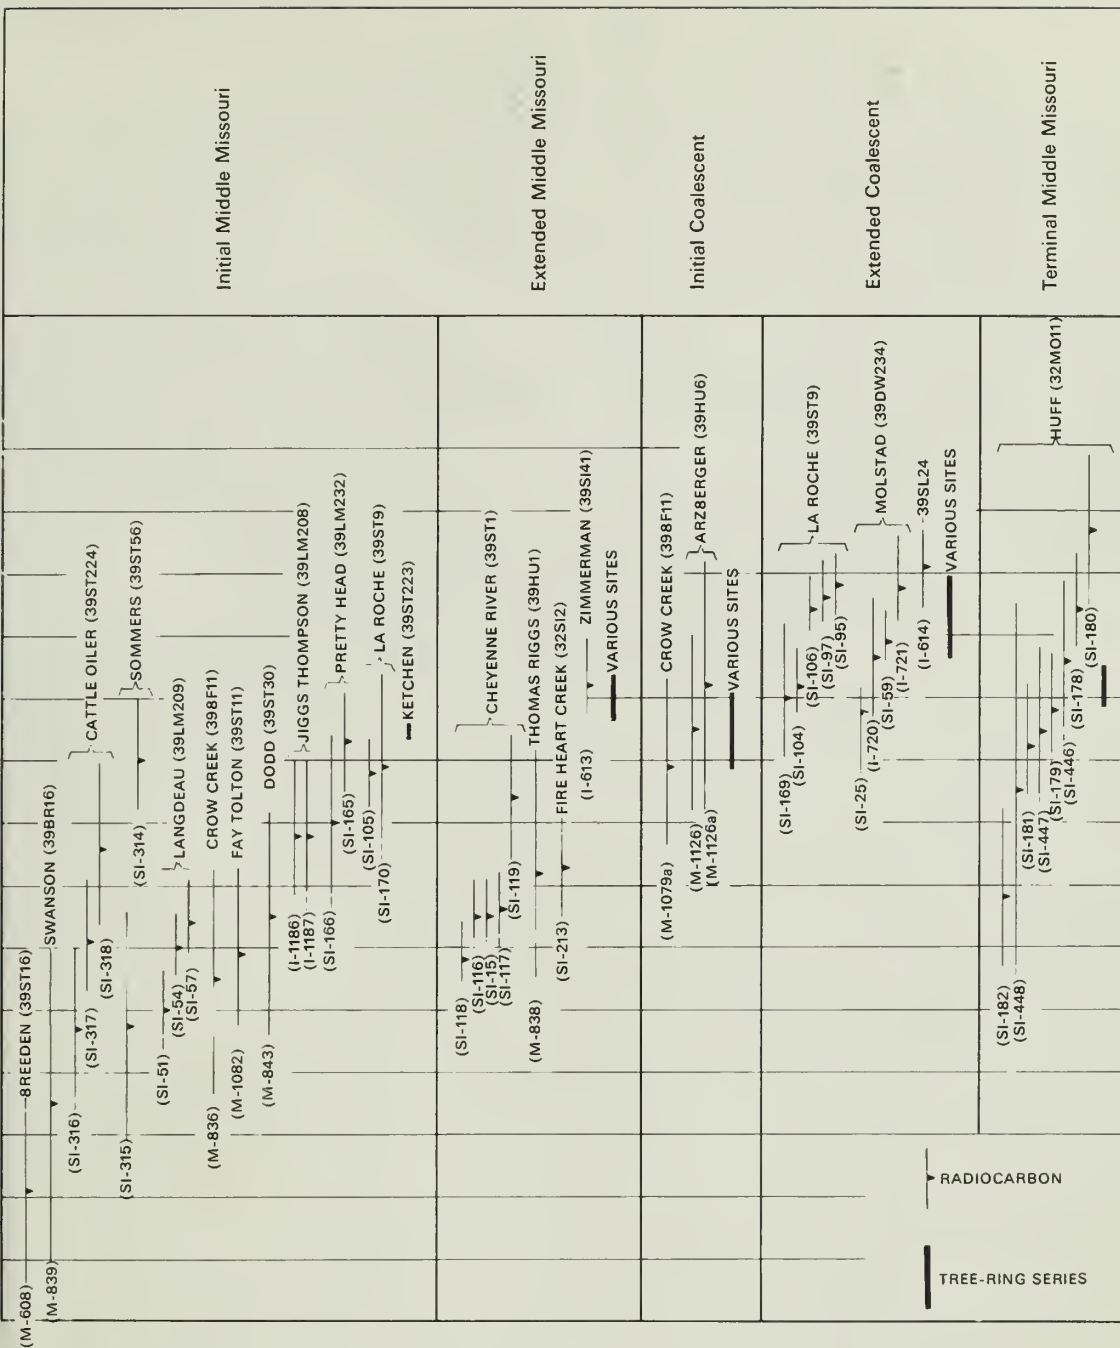 Initial Middle Missouri
(M-608)
BREEDEN (39ST16)
(M-839)
SWANSON (39BR16)
(SI-316)
(SI-317)
(SI-318)
CATTLE OILER (39ST224)
(SI-315)
(SI-314)
SOMMERS (39ST56)
(SI-51)
(SI-54)
(SI-57)
LANGDEAU (39LM209)
(M-836)
CROW CREEK (398F11)
(M-1082)
FAY TOLTON (39ST11)
(M-843)
DODD (39ST30)
(I-1186)
(I-1187)
JIGGS THOMPSON (39LM208)
(SI-166)
(SI-165)
PRETTY HEAD (39LM232)
(SI-105)
(SI-170)
LA ROCHE (39ST9)
KETCHEN (39ST223)
Extended Middle Missouri
(SI-118)
(SI-116)
(SI-15)
(SI-117)
(SI-119)
CHEYENNE RIVER (39ST1)
(M-838)
THOMAS RIGGS (39HU1)
(SI-213)
FIRE HEART CREEK (32SI2)
(I-613)
ZIMMERMAN (39SI41)
VARIOUS SITES
Initial Coalescent
(M-1079a)
CROW CREEK (398F11)
(M-1126)
(M-1126a)
ARZBERGER (39HU6)
VARIOUS SITES
Extended Coalescent
(SI-169)
(SI-104)
(SI-106)
(SI-97)
(SI-95)
LA ROCHE (39ST9)
(SI-25)
(I-720)
(SI-59)
(I-721)
MOLSTAD (39DW234)
(I-614)
39SL24
VARIOUS SITES
Terminal Middle Missouri
(SI-182)
(SI-448)
(SI-181)
(SI-447)
(SI-179)
(SI-446)
(SI-178)
(SI-180)
HUFF (32MO11)
RADIOCARBON
TREE-RING SERIES